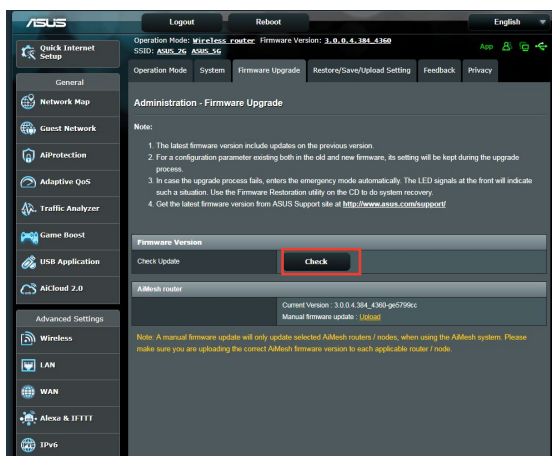 ASUS
Logout
Reboot
English
Operation Mode: Wireless router Firmware Version: 3.0.0.4.384_4360
SSID: ASUS_2G ASUS_5G
App
Quick Internet
Setup
Operation Mode
System
Firmware Upgrade
Restore/Save/Upload Setting
Feedback
Privacy
General
Network Map
Guest Network
AiProtection
Adaptive QoS
Traffic Analyzer
Game Boost
USB Application
AiCloud 2.0
Advanced Settings
Wireless
LAN
WAN
Alexa & IFTTT
IPv6
Administration - Firmware Upgrade
Note:
1. The latest firmware version include updates on the previous version.
2. For a configuration parameter existing both in the old and new firmware, its setting will be kept during the upgrade
process.
3. In case the upgrade process fails, enters the emergency mode automatically. The LED signals at the front will indicate
such a situation. Use the Firmware Restoration utility on the CD to do system recovery.
4. Get the latest firmware version from ASUS Support site at http://www.asus.com/support/
Firmware Version
Check Update
Check
AiMesh router
Current Version : 3.0.0.4.384_4360-ge5799cc
Manual firmware update : Upload
Note: A manual firmware update will only update selected AiMesh routers / nodes, when using the AiMesh system. Please
make sure you are uploading the correct AiMesh firmware version to each applicable router / node.